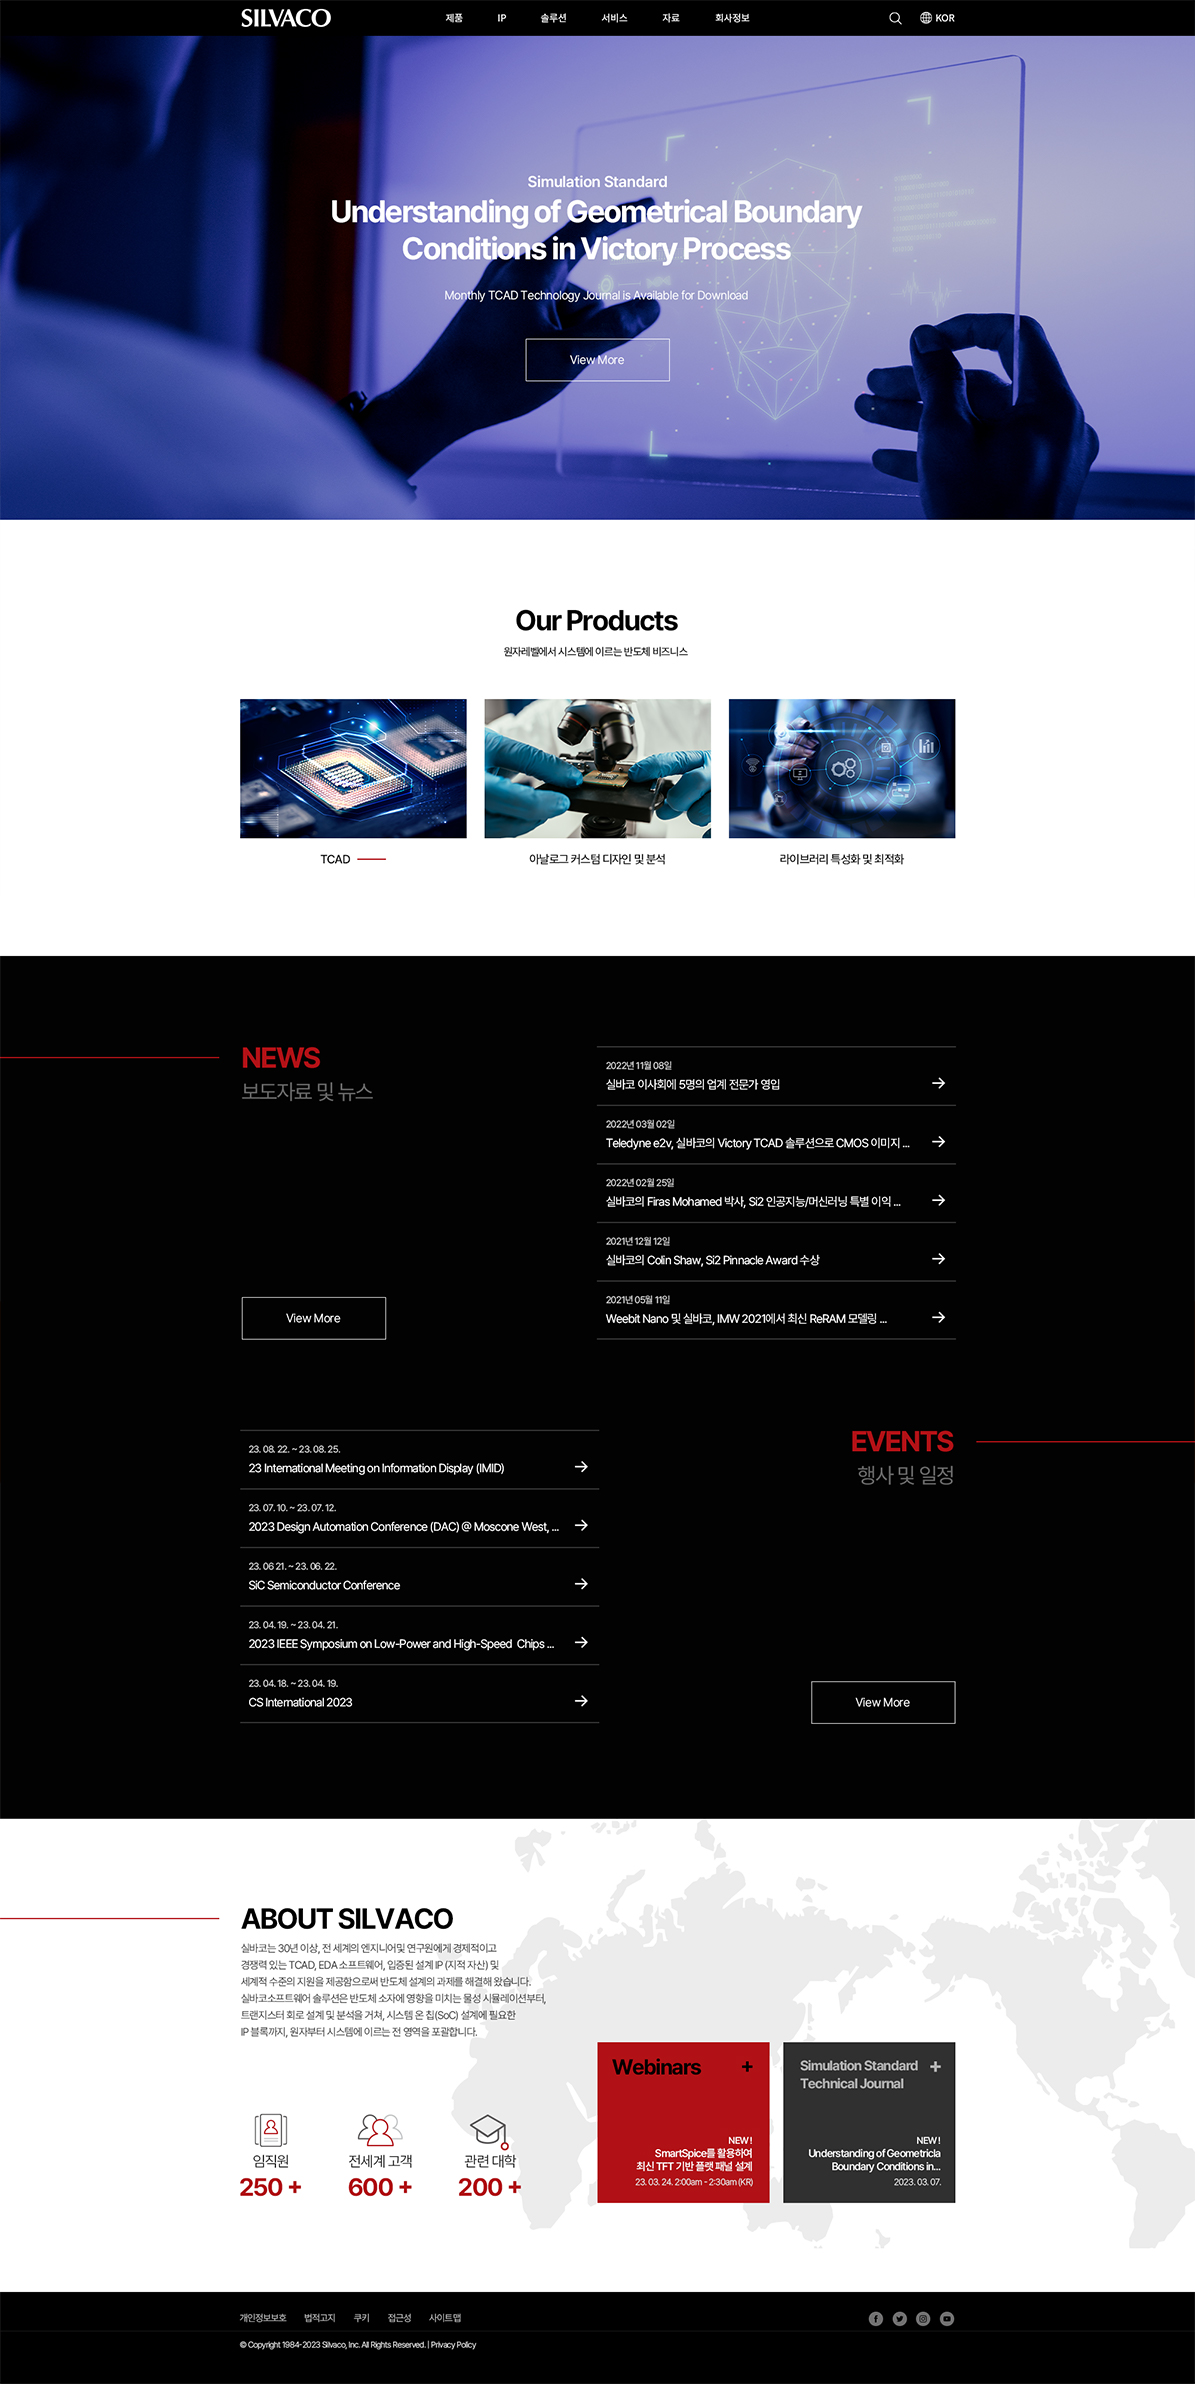 SILVACO
제품 IP 솔루션 서비스 자료 회사정보 KOR
Simulation Standard
Understanding of Geometrical Boundary
Conditions in Victory Process
Monthly TCAD Technology Journal is Available for Download
View More
Our Products
원자레벨에서 시스템에 이르는 반도체 비즈니스
TCAD
아날로그 커스텀 디자인 및 분석
라이브러리 특성화 및 최적화
NEWS
보도자료 및 뉴스
View More
2022년 11월 08일
실바코 이사회에 5명의 업계 전문가 영입
2022년 03월 02일
Teledyne e2v, 실바코의 Victory TCAD 솔루션으로 CMOS 이미지 ...
2022년 02월 25일
실바코의 Firas Mohamed 박사, Si2 인공지능/머신러닝 특별 이익 ...
2021년 12월 12일
실바코의 Colin Shaw, Si2 Pinnacle Award 수상
2021년 05월 11일
Weebit Nano 및 실바코, IMW 2021에서 최신 ReRAM 모델링 ...
EVENTS
행사 및 일정
23. 08. 22. ~ 23. 08. 25.
23 International Meeting on Information Display (IMID)
23. 07. 10. ~ 23. 07. 12.
2023 Design Automation Conference (DAC) @ Moscone West, ...
23. 06 21. ~ 23. 06. 22.
SiC Semiconductor Conference
23. 04. 19. ~ 23. 04. 21.
2023 IEEE Symposium on Low-Power and High-Speed Chips ...
23. 04. 18. ~ 23. 04. 19.
CS International 2023
View More
ABOUT SILVACO
실바코는 30년 이상, 전 세계의 엔지니어및 연구원에게 경제적이고
경쟁력 있는 TCAD, EDA 소프트웨어, 입증된 설계 IP (지적 자산) 및
세계적 수준의 지원을 제공함으로써 반도체 설계의 과제를 해결해 왔습니다.
실바코소프트웨어 솔루션은 반도체 소자에 영향을 미치는 물성 시뮬레이션부터,
트랜지스터 회로 설계 및 분석을 거쳐, 시스템 온 칩(SoC) 설계에 필요한
IP 블록까지, 원자부터 시스템에 이르는 전 영역을 포괄합니다.
임직원
250 +
전세계 고객
600 +
관련 대학
200 +
Webinars +
NEW !
SmartSpice를 활용하여
최신 TFT 기반 플랫 패널 설계
23. 03. 24. 2:00am - 2:30am (KR)
Simulation Standard +
Technical Journal
NEW !
Understanding of Geometricla
Boundary Conditions in...
2023. 03. 07.
개인정보보호 법적고지 쿠키 접근성 사이트맵
© Copyright 1984-2023 Silvaco, Inc. All Rights Reserved. | Privacy Policy